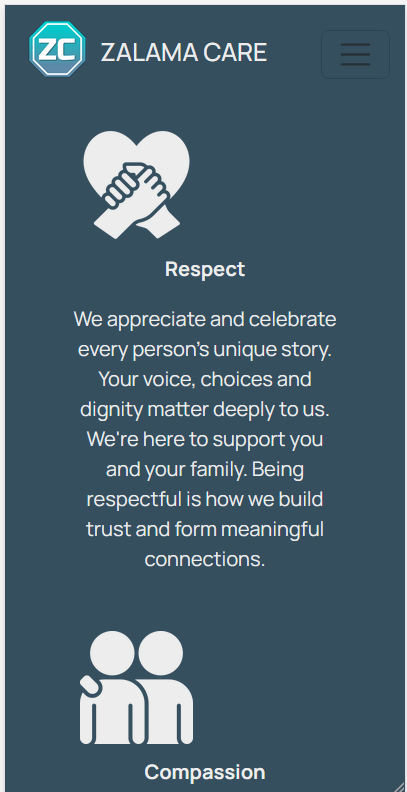 ZC
ZALAMA CARE
Respect
We appreciate and celebrate
every person's unique story.
Your voice, choices and
dignity matter deeply to us.
We're here to support you
and your family. Being
respectful is how we build
trust and form meaningful
connections.
Compassion